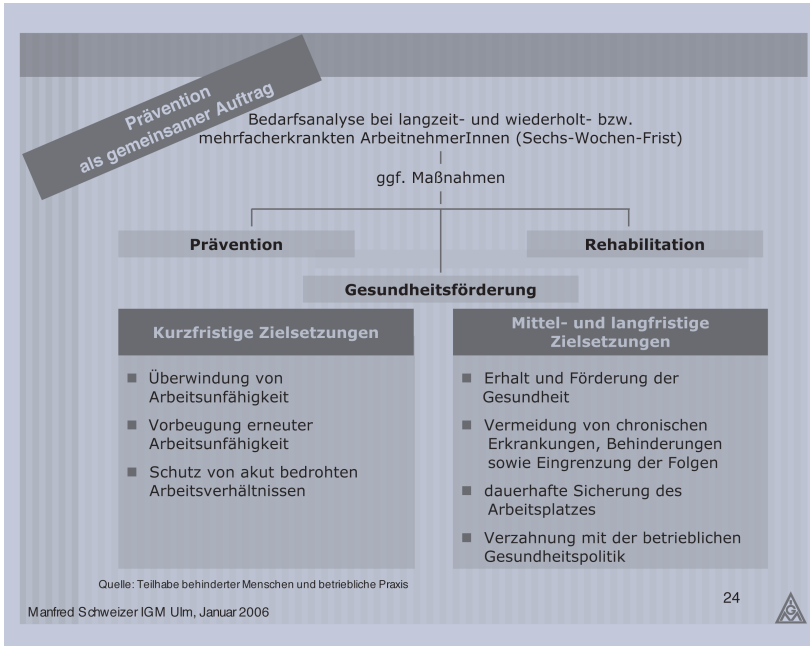 Prävention
als gemeinsamer Auftrag
Bedarfsanalyse bei langzeit- und wiederholt- bzw.
mehrfacherkrankten ArbeitnehmerInnen (Sechs-Wochen-Frist)
ggf. Maßnahmen
Prävention
Rehabilitation
Gesundheitsförderung
Kurzfristige Zielsetzungen
Überwindung von
Arbeitsunfähigkeit
Vorbeugung erneuter
Arbeitsunfähigkeit
Schutz von akut bedrohten
Arbeitsverhältnissen
Mittel- und langfristige
Zielsetzungen
Erhalt und Förderung der
Gesundheit
Vermeidung von chronischen
Erkrankungen, Behinderungen
sowie Eingrenzung der Folgen
dauerhafte Sicherung des
Arbeitsplatzes
Verzahnung mit der betrieblichen
Gesundheitspolitik
Quelle: Teilhabe behinderter Menschen und betriebliche Praxis
Manfred Schweizer IGM Ulm, Januar 2006
24
IGM